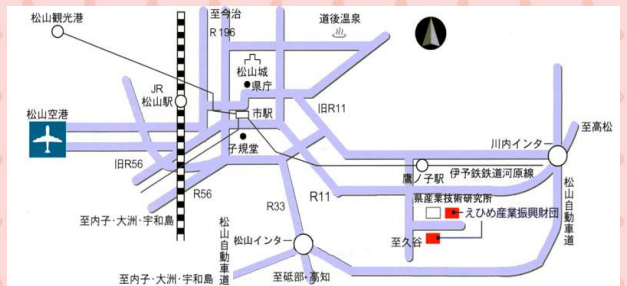 松山観光港
至今治
R 196
道後温泉
松山城
県庁
JR
松山駅
市駅
旧R11
松山空港
子規堂
至高松
川内インター
旧R56
鷹ノ子駅
伊予鉄鉄道河原線
R56
R11
県産業技術研究所
えひめ産業振興財団
R33
至内子・大洲・宇和島
松山自動車道
松山インター
至久谷
松山自動車道
至内子・大洲・宇和島
至砥部・高知